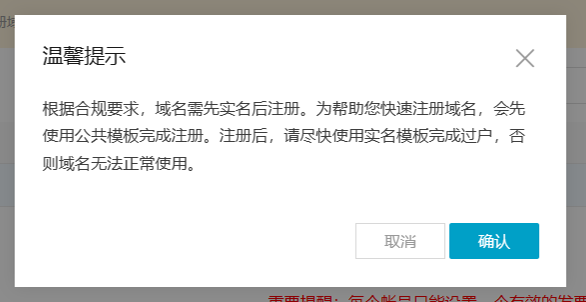 温馨提示
根据合规要求，域名需先实名后注册。为帮助您快速注册域名，会先
使用公共模板完成注册。注册后，请尽快使用实名模板完成过户，否
则域名无法正常使用。
取消
确认